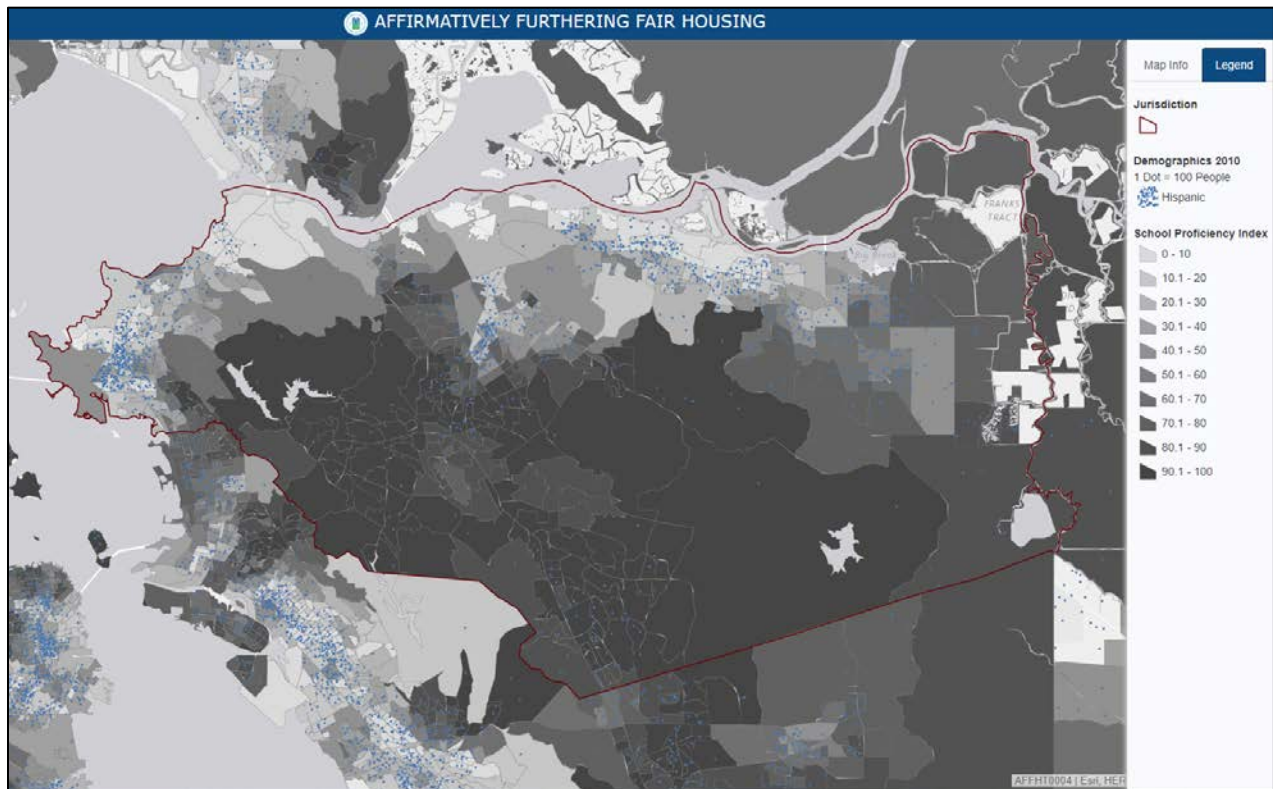 AFFIRMATIVELY FURTHERING FAIR HOUSING
Map Info
Legend
Jurisdiction
Demographics 2010
1 Dot = 100 People
Hispanic
School Proficiency Index
0 - 10
10.1 - 20
20.1 - 30
30.1 - 40
40.1 - 50
50.1 - 60
60.1 - 70
70.1 - 80
80.1 - 90
90.1 - 100
FRANKS
TRACT
AFFHT0004 | Esri, HER